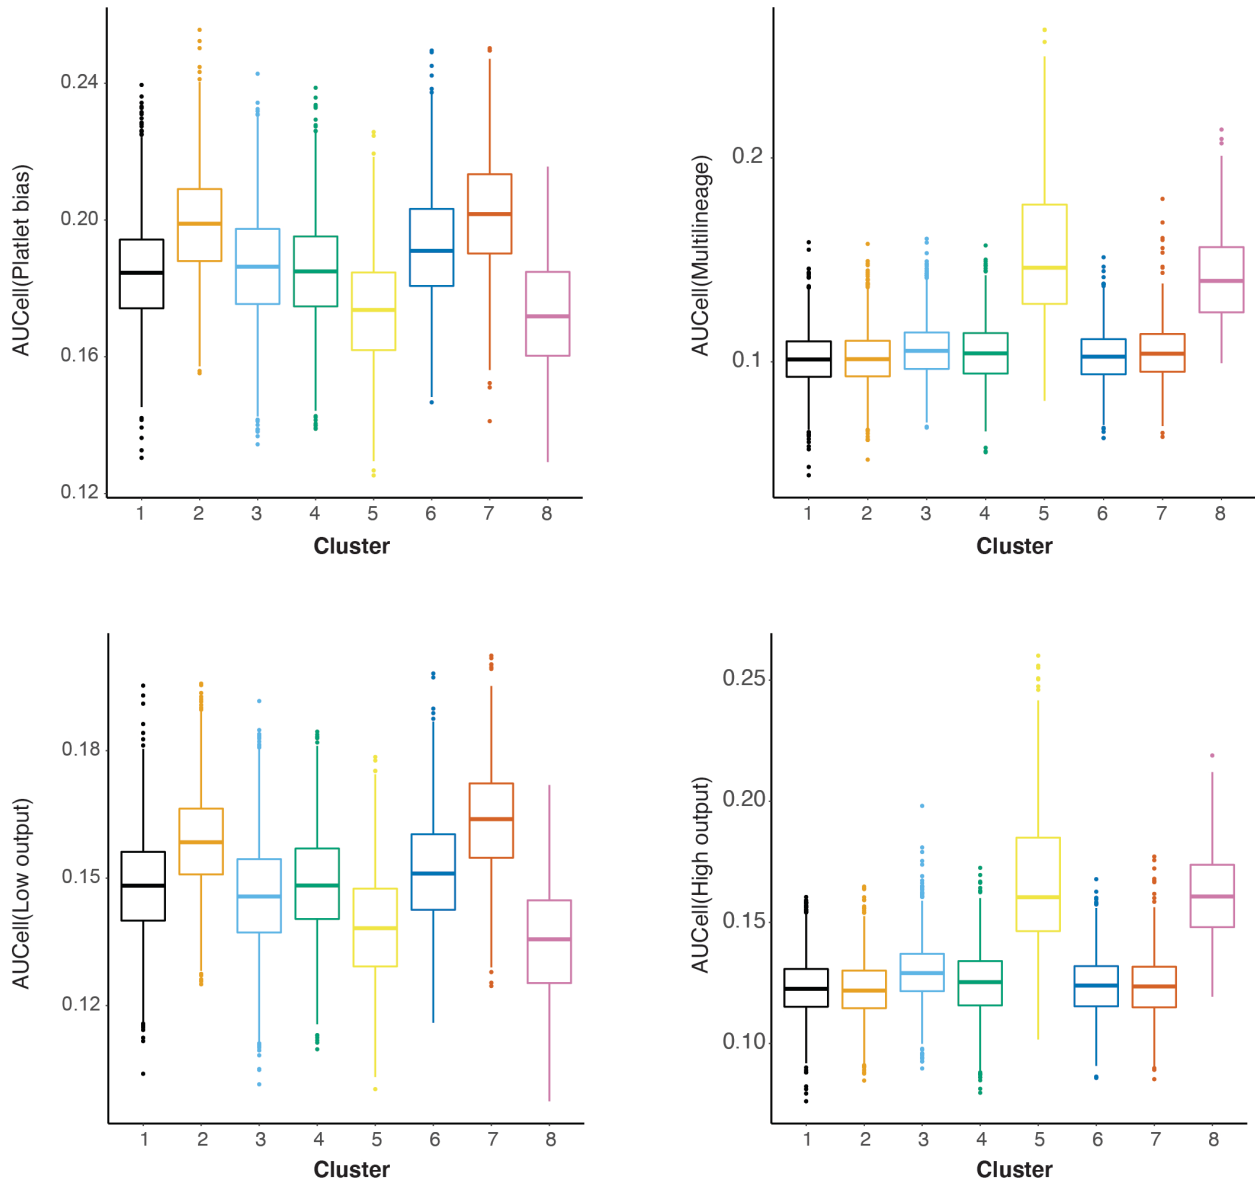 AUCell(Platlet bias)
0.24
0.20
0.16
0.12
1 2 3 4 5 6 7 8
Cluster
AUCell(Multilineage)
0.2
0.1
1 2 3 4 5 6 7 8
Cluster
AUCell(Low output)
0.18
0.15
0.12
1 2 3 4 5 6 7 8
Cluster
AUCell(High output)
0.25
0.20
0.15
0.10
1 2 3 4 5 6 7 8
Cluster